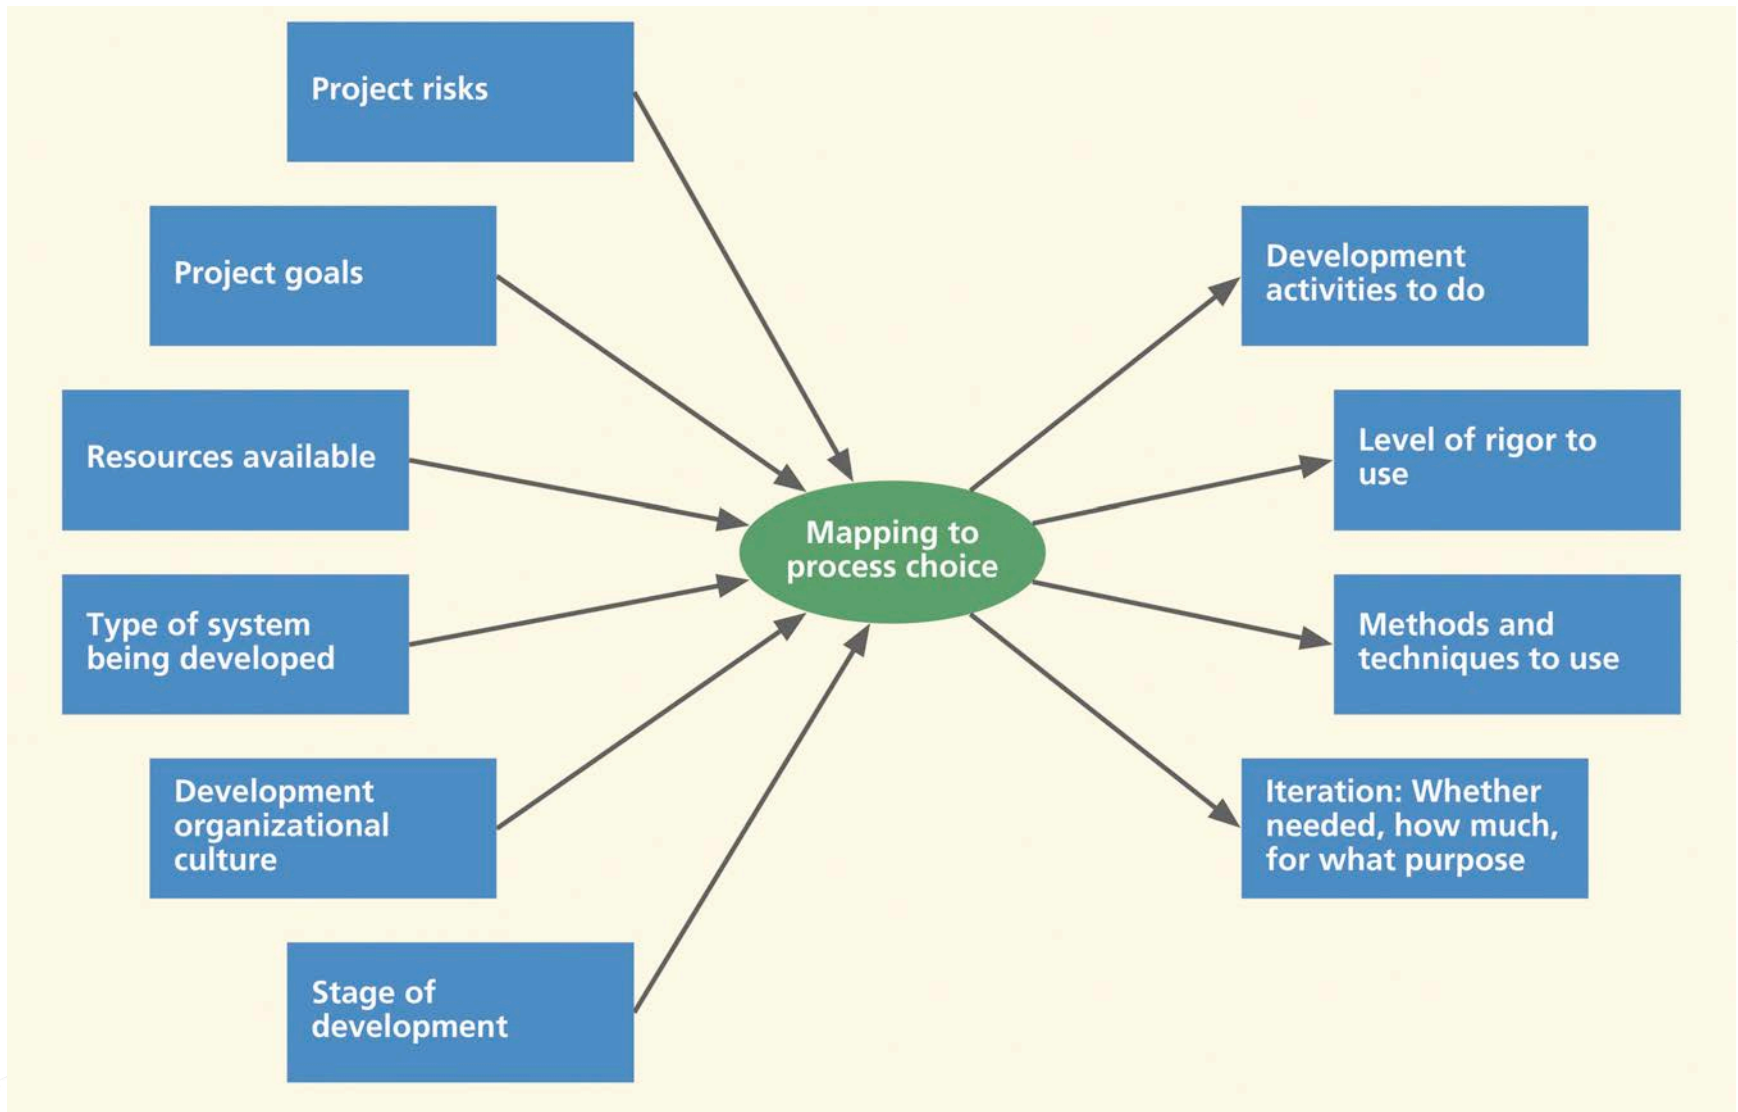 Project risks
Project goals
Resources available
Type of system
being developed
Development
organizational
culture
Stage of
development
Mapping to
process choice
Development
activities to do
Level of rigor to
use
Methods and
techniques to use
Iteration: Whether
needed, how much,
for what purpose